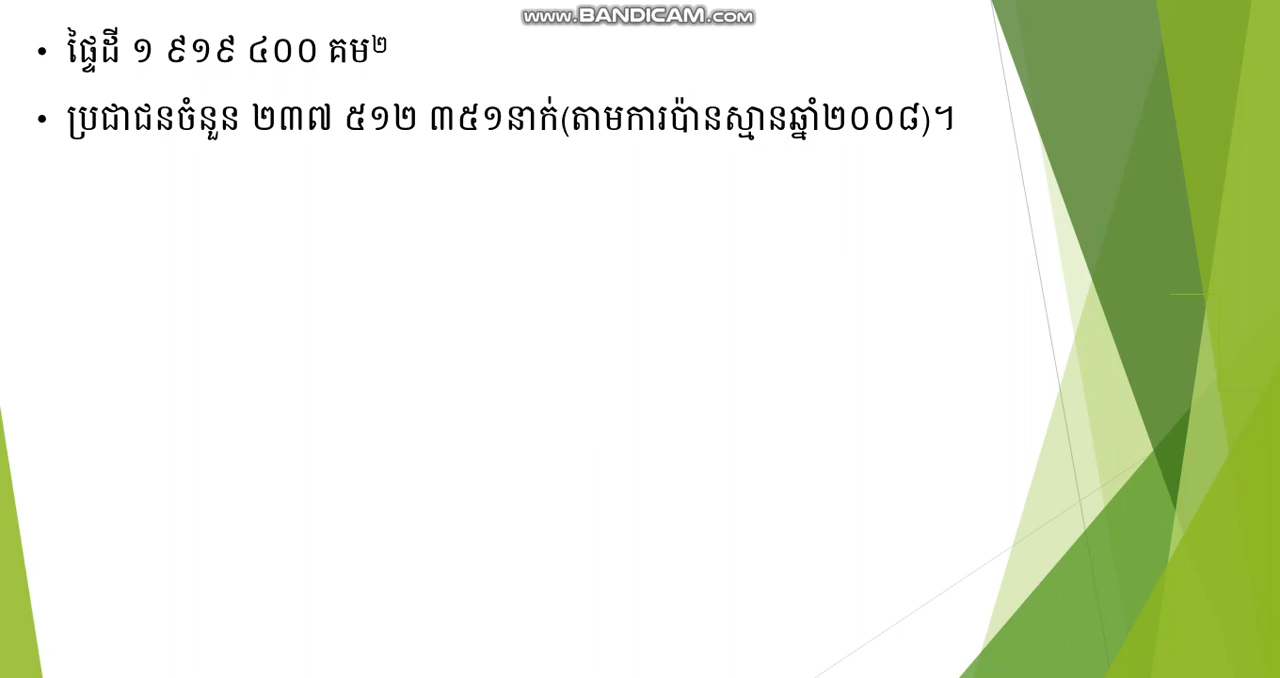 www.BANDICAM.com
• ផ្ទៃដី ១ ៩១៩ ៤០០ គម²
• ប្រជាជនចំនួន ២៣៧ ៥១២ ៣៥១នាក់(តាមការប៉ានស្មានឆ្នាំ២០០៨)។